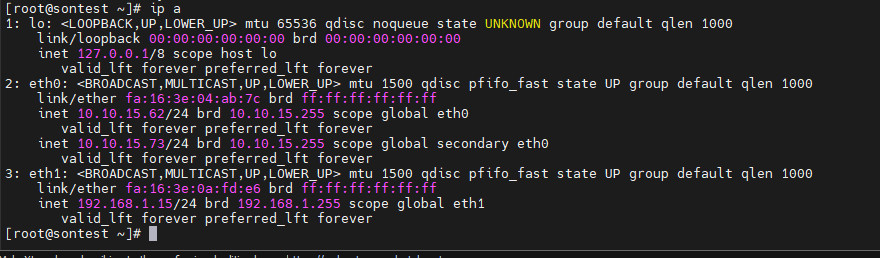 [root@sontest ~]# ip a
1: lo: <LOOPBACK,UP,LOWER_UP> mtu 65536 qdisc noqueue state UNKNOWN group default qlen 1000
    link/loopback 00:00:00:00:00:00 brd 00:00:00:00:00:00
    inet 127.0.0.1/8 scope host lo
       valid_lft forever preferred_lft forever
2: eth0: <BROADCAST,MULTICAST,UP,LOWER_UP> mtu 1500 qdisc pfifo_fast state UP group default qlen 1000
    link/ether fa:16:3e:04:ab:7c brd ff:ff:ff:ff:ff:ff
    inet 10.10.15.62/24 brd 10.10.15.255 scope global eth0
       valid_lft forever preferred_lft forever
    inet 10.10.15.73/24 brd 10.10.15.255 scope global secondary eth0
       valid_lft forever preferred_lft forever
3: eth1: <BROADCAST,MULTICAST,UP,LOWER_UP> mtu 1500 qdisc pfifo_fast state UP group default qlen 1000
    link/ether fa:16:3e:0a:fd:e6 brd ff:ff:ff:ff:ff:ff
    inet 192.168.1.15/24 brd 192.168.1.255 scope global eth1
       valid_lft forever preferred_lft forever
[root@sontest ~]#